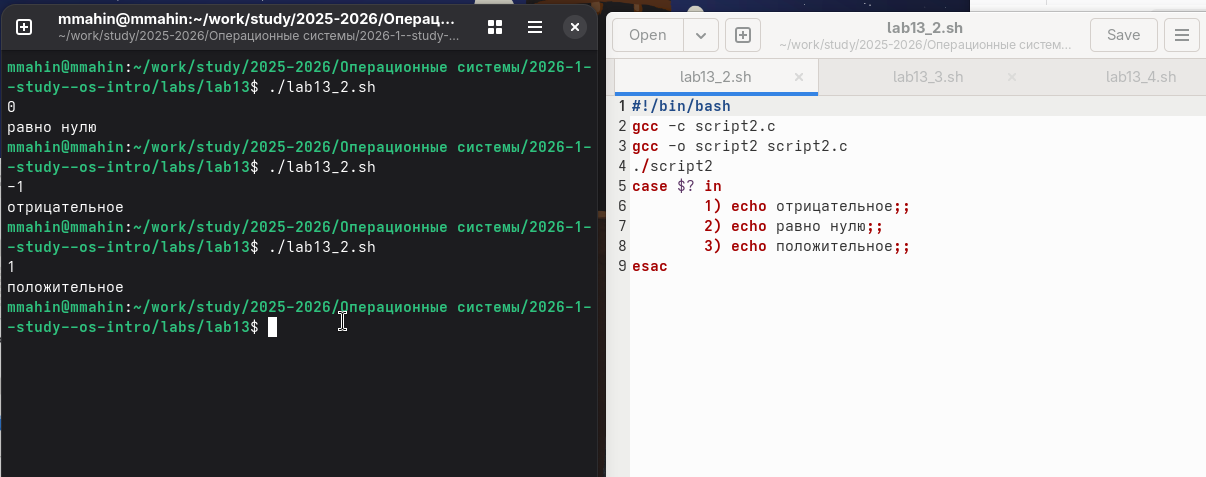 mmahin@mmahin:~/work/study/2025-2026/Операц...
~/work/study/2025-2026/Операционные системы/2026-1--study-...
mmahin@mmahin:~/work/study/2025-2026/Операционные системы/2026-1-
-study--os-intro/labs/lab13$ ./lab13_2.sh
0
равно нулю
mmahin@mmahin:~/work/study/2025-2026/Операционные системы/2026-1-
-study--os-intro/labs/lab13$ ./lab13_2.sh
-1
отрицательное
mmahin@mmahin:~/work/study/2025-2026/Операционные системы/2026-1-
-study--os-intro/labs/lab13$ ./lab13_2.sh
1
положительное
mmahin@mmahin:~/work/study/2025-2026/Операционные системы/2026-1-
-study--os-intro/labs/lab13$
Open
lab13_2.sh
~/work/study/2025-2026/Операционные систем...
Save
lab13_2.sh
lab13_3.sh
lab13_4.sh
1 #!/bin/bash
2 gcc -c script2.c
3 gcc -o script2 script2.c
4 ./script2
5 case $? in
6 1) echo отрицательное;;
7 2) echo равно нулю;;
8 3) echo положительное;;
9 esac